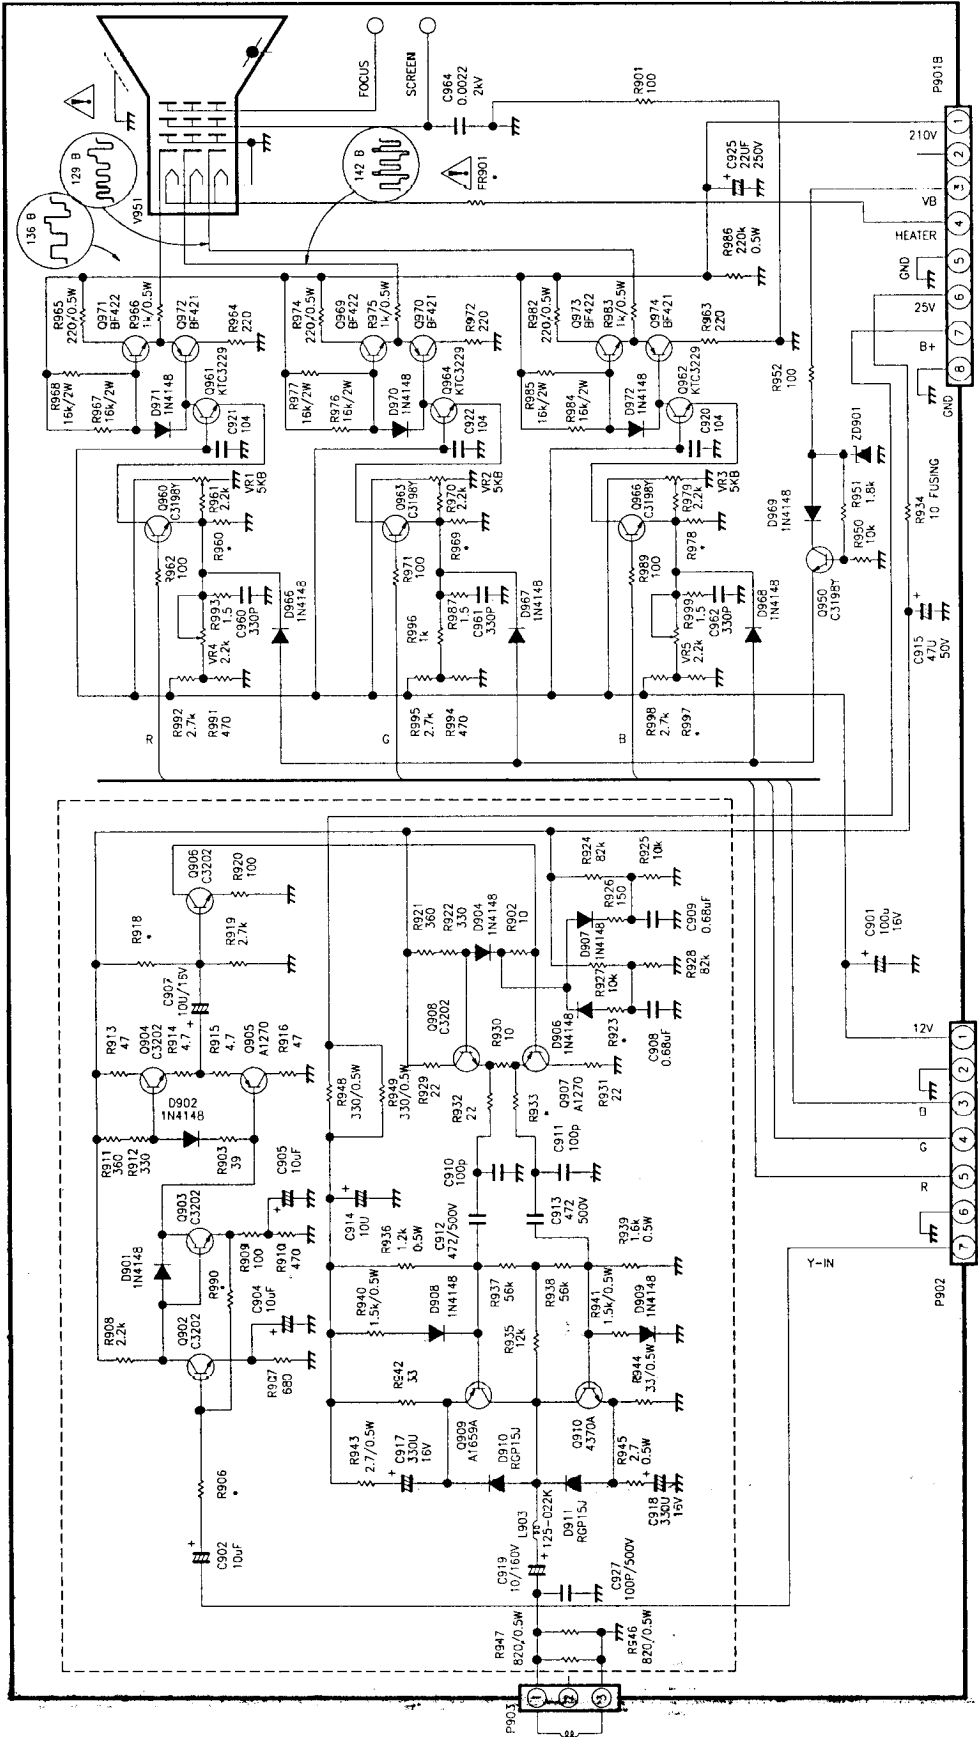 136 B
129 B
V951
142 B
FR901
*
FOCUS
SCREEN
C964
0.0022
2kV
R901
100
C925
22UF
250V
R986
220k
0.5W
P901B
1
210V
2
3
VB
4
HEATER
5
GND
6
25V
7
B+
8
GND
R965
220/0.5W
Q971
BF422
R966
1k/0.5W
Q972
BF421
R964
220
R968
16k/2W
R967
16k/2W
D971
1N4148
Q961
KTC3229
C921
104
Q960
C3198Y
R961
2.2k
VR1
5KB
R962
100
R960
*
R993
1.5
C960
330P
VR4
2.2k
D966
1N4148
R992
2.7k
R991
470
R
R974
220/0.5W
Q969
BF422
R975
1k/0.5W
Q970
BF421
R972
220
R977
16k/2W
R976
16k/2W
D970
1N4148
Q964
KTC3229
C922
104
Q963
C3198Y
R970
2.2k
VR2
5KB
R971
100
R969
*
R996
1k
R987
1.5
C961
330P
D967
1N4148
R995
2.7k
R994
470
G
R982
220/0.5W
Q973
BF422
R983
1k/0.5W
Q974
BF421
R963
220
R985
16k/2W
R984
16k/2W
D972
1N4148
Q962
KTC3229
C920
104
R952
100
Q966
C3198Y
R979
2.2k
VR3
5KB
R989
100
R978
*
R999
1.5
C962
330P
VR5
2.2k
D968
1N4148
R998
2.7k
R997
*
B
D969
1N4148
ZD901
R951
1.8k
R950
10k
Q950
C3198Y
R934
10 FUSING
C915
47U
50V
Q906
C3202
R920
100
R918
*
R919
2.7k
C907
10U/16V
R913
47
Q904
C3202
R914
4.7
R915
4.7
Q905
A1270
R916
47
D902
1N4148
R911
360
R912
330
R903
39
C905
10uF
Q903
C3202
R909
100
R910
470
D901
1N4148
R990
*
C904
10uF
R908
2.2k
Q902
C3202
R907
680
R906
*
C902
10uF
R921
360
R922
330
D904
1N4148
R902
10
R924
82k
R926
150
R925
10k
D907
1N4148
C909
0.68uF
R927
10k
R928
82k
Q908
C3202
R930
10
D906
1N4148
R923
*
C908
0.68uF
R948
330/0.5W
R949
330/0.5W
R929
22
R932
22
R933
*
Q907
A1270
R931
22
C910
100p
C911
100p
C914
10U
R936
1.2k
0.5W
C912
472/500V
C913
472
500V
R939
1.6k
0.5W
R940
1.5k/0.5W
D908
1N4148
R937
56k
R938
56k
R935
12k
R941
1.5k/0.5W
D909
1N4148
R942
33
R944
33/0.5W
Q909
A1659A
Q910
4370A
R943
2.7/0.5W
C917
330U
16V
D910
RGP15J
D911
RGP15J
R945
2.7
0.5W
C918
330U
16V
L903
125-022K
C919
10/160V
C927
100P/500V
R947
820/0.5W
R946
820/0.5W
P903
1
2
3
C901
100u
16V
12V
1
2
B
3
G
4
R
5
6
Y-IN
7
P902